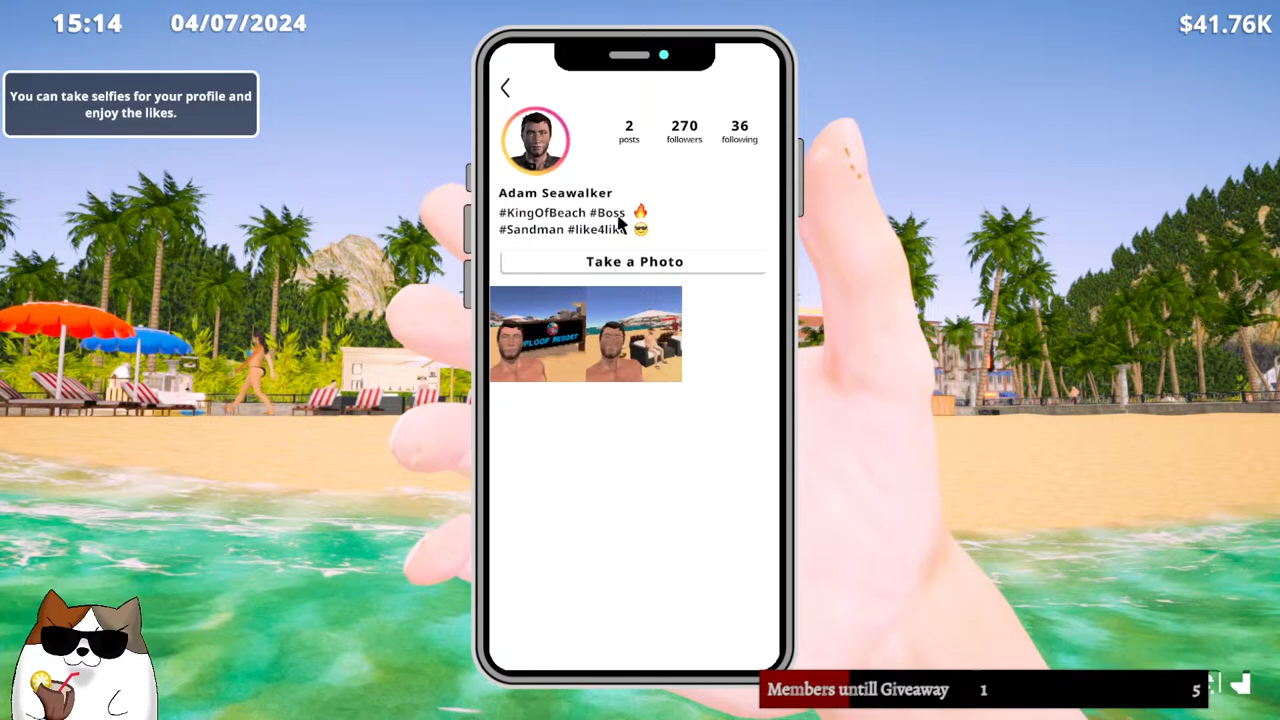 15:14 04/07/2024
$41.76K
You can take selfies for your profile and
enjoy the likes.
2 270 36
posts followers following
Adam Seawalker
#KingOfBeach #Boss 🔥
#Sandman #like4like 😎
Take a Photo
FLOOF RESORT
Members untill Giveaway 1 5